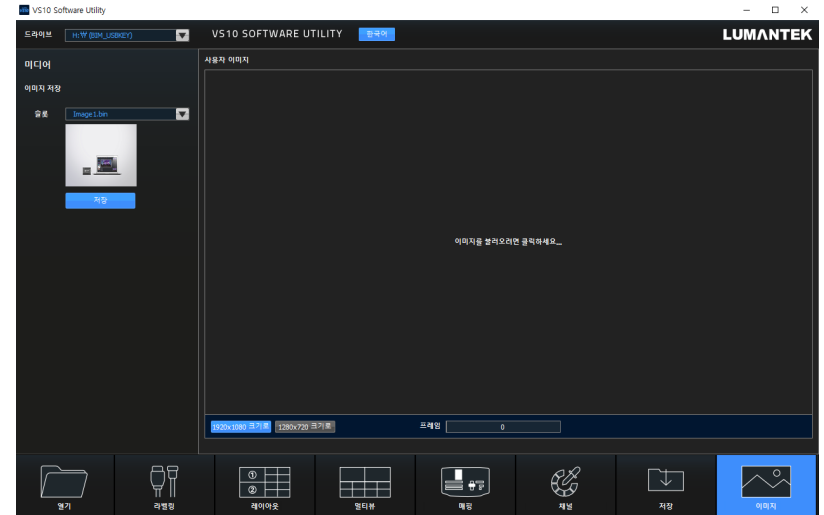 VS10 Software Utility
드라이브 H:₩ (BIM_USBKEY) VS10 SOFTWARE UTILITY 한국어 LUMANTEK
미디어
사용자 이미지
이미지 저장
슬롯 Image1.bin
저장
이미지를 불러오려면 클릭하세요...
1920x1080 크기로 1280x720 크기로 프레임 0
열기 라벨링 레이아웃 멀티뷰 매핑 채널 저장 이미지